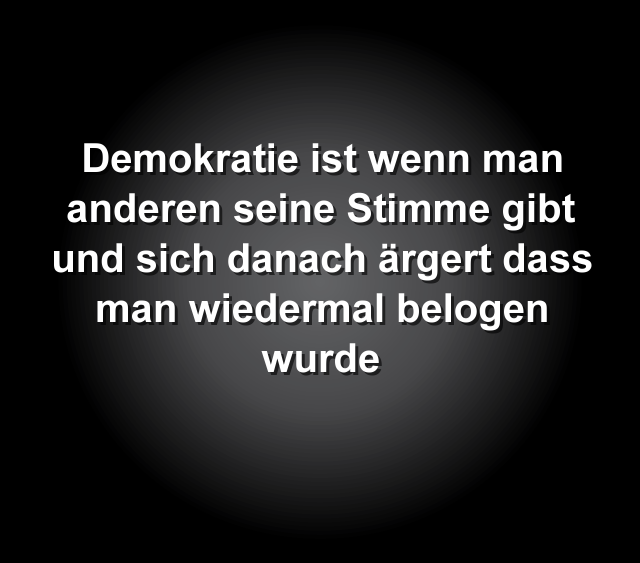 Demokratie ist wenn man
anderen seine Stimme gibt
und sich danach ärgert dass
man wiedermal belogen
wurde